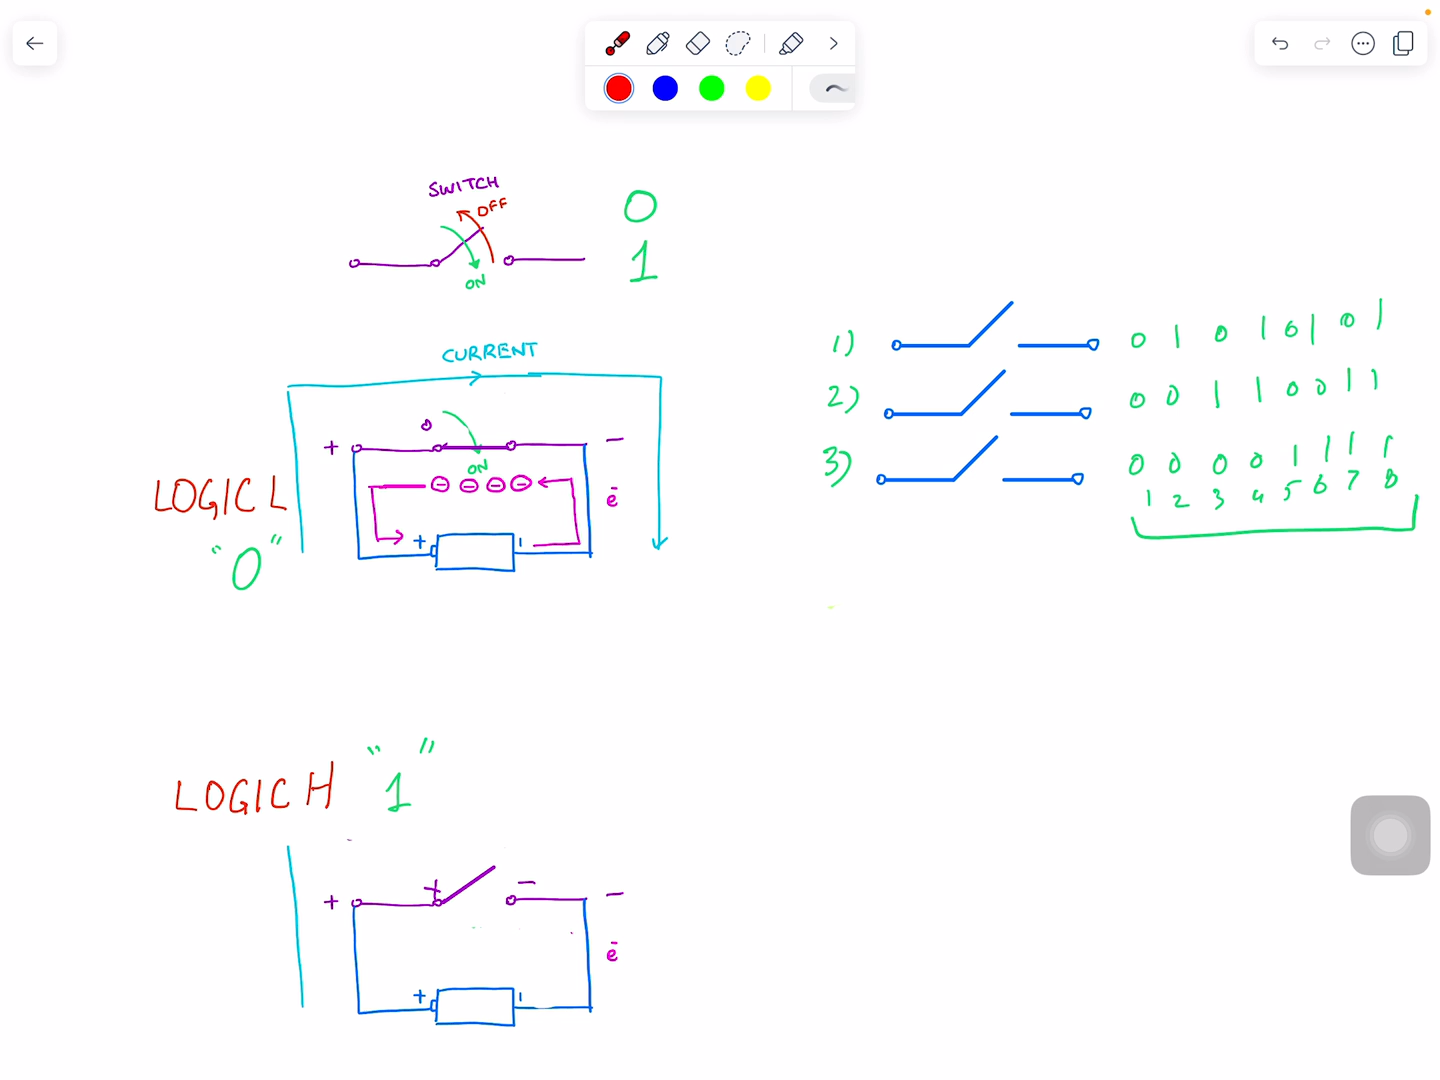 SWITCH
OFF
ON
0
1
CURRENT
+ −
ON
LOGIC L
"0"
⊖ ⊖ ⊖ ⊖
e̅
+ ı
1) 0 1 0 1 0 1 0 1
2) 0 0 1 1 0 0 1 1
3) 0 0 0 0 1 1 1 1
1 2 3 4 5 6 7 8
LOGIC H "1"
+ + − −
e̅
+ ı